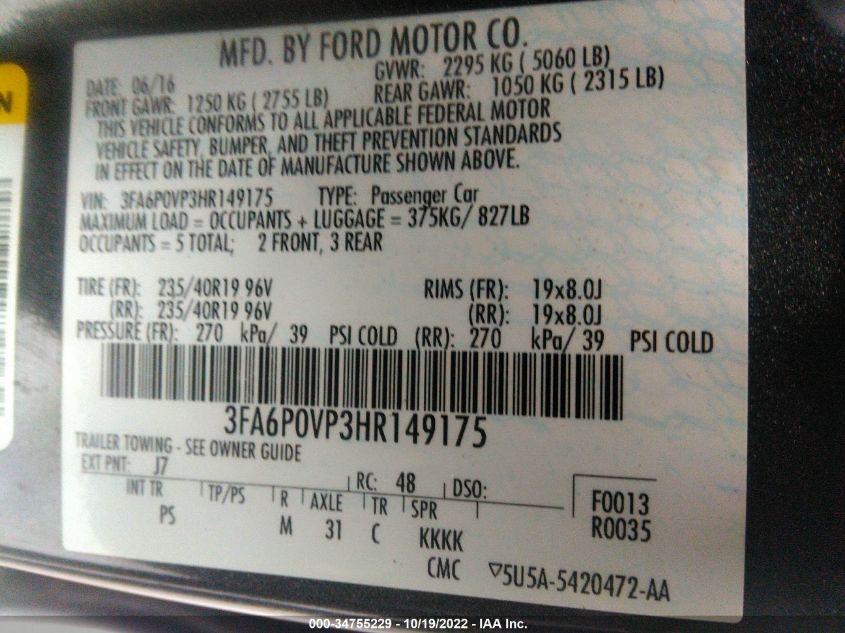 MFD. BY FORD MOTOR CO.
DATE: 06/16 GVWR: 2295 KG ( 5060 LB)
FRONT GAWR: 1250 KG ( 2755 LB) REAR GAWR: 1050 KG ( 2315 LB)
THIS VEHICLE CONFORMS TO ALL APPLICABLE FEDERAL MOTOR
VEHICLE SAFETY, BUMPER, AND THEFT PREVENTION STANDARDS
IN EFFECT ON THE DATE OF MANUFACTURE SHOWN ABOVE.
VIN: 3FA6P0VP3HR149175 TYPE: Passenger Car
MAXIMUM LOAD = OCCUPANTS + LUGGAGE = 375KG/ 827LB
OCCUPANTS = 5 TOTAL; 2 FRONT, 3 REAR
TIRE (FR): 235/40R19 96V RIMS (FR): 19x8.0J
(RR): 235/40R19 96V (RR): 19x8.0J
PRESSURE (FR): 270 kPa/ 39 PSI COLD (RR): 270 kPa/ 39 PSI COLD
3FA6P0VP3HR149175
TRAILER TOWING - SEE OWNER GUIDE
EXT PNT: J7 RC: 48 DSO:
INT TR TP/PS R AXLE TR SPR F0013
PS M 31 C KKKK R0035
CMC ▽5U5A-5420472-AA
000-34755229 - 10/19/2022 - IAA Inc.